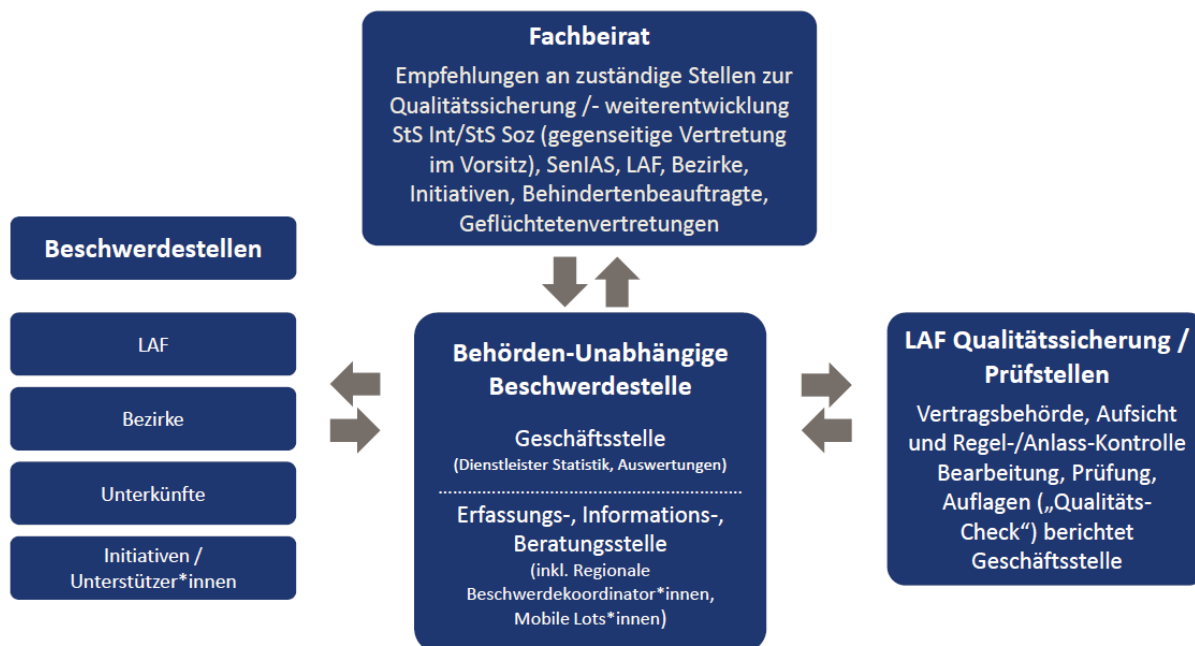 Fachbeirat
Empfehlungen an zuständige Stellen zur
Qualitätssicherung /- weiterentwicklung
StS Int/StS Soz (gegenseitige Vertretung
im Vorsitz), SenIAS, LAF, Bezirke,
Initiativen, Behindertenbeauftragte,
Geflüchtetenvertretungen
Beschwerdestellen
LAF
Bezirke
Unterkünfte
Initiativen /
Unterstützer*innen
Behörden-Unabhängige
Beschwerdestelle
Geschäftsstelle
(Dienstleister Statistik, Auswertungen)
Erfassungs-, Informations-,
Beratungsstelle
(inkl. Regionale
Beschwerdekoordinator*innen,
Mobile Lots*innen)
LAF Qualitätssicherung /
Prüfstellen
Vertragsbehörde, Aufsicht
und Regel-/Anlass-Kontrolle
Bearbeitung, Prüfung,
Auflagen („Qualitäts-
Check“) berichtet
Geschäftsstelle